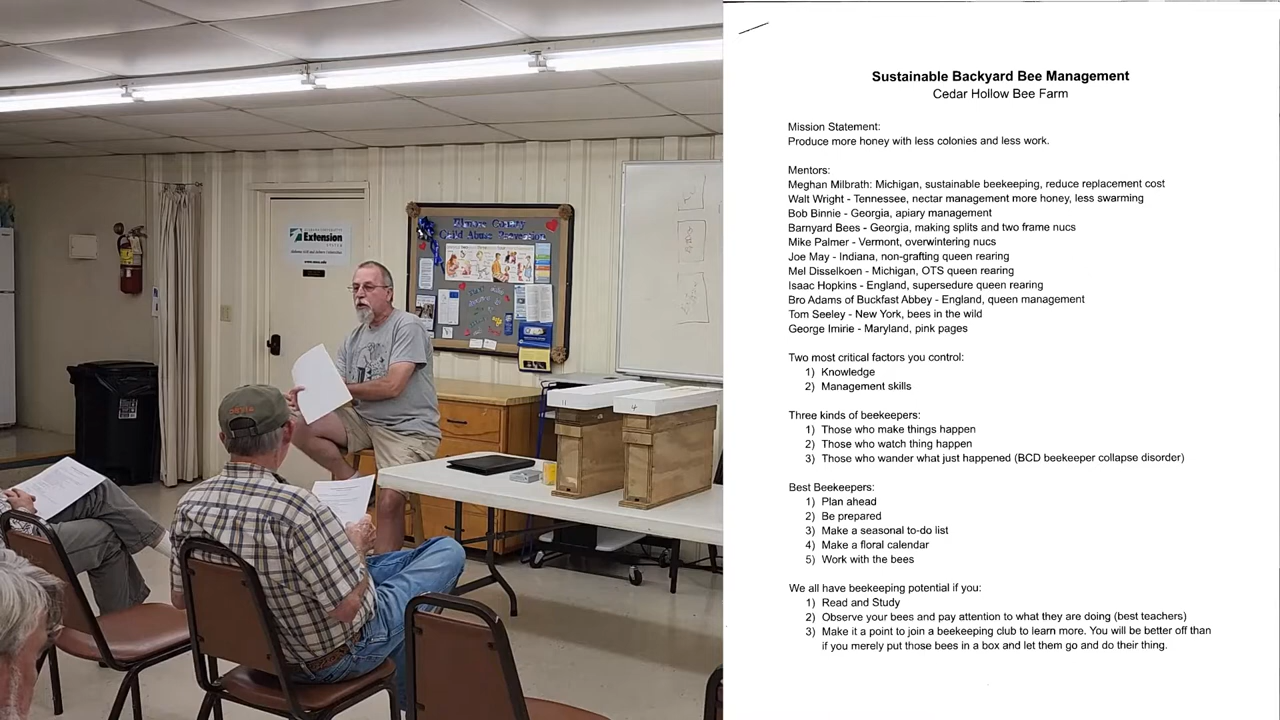 Extension
Elmore County
Child Abuse Prevention
Sustainable Backyard Bee Management
Cedar Hollow Bee Farm
Mission Statement:
Produce more honey with less colonies and less work.
Mentors:
Meghan Milbrath: Michigan, sustainable beekeeping, reduce replacement cost
Walt Wright - Tennessee, nectar management more honey, less swarming
Bob Binnie - Georgia, apiary management
Barnyard Bees - Georgia, making splits and two frame nucs
Mike Palmer - Vermont, overwintering nucs
Joe May - Indiana, non-grafting queen rearing
Mel Disselkoen - Michigan, OTS queen rearing
Isaac Hopkins - England, supersedure queen rearing
Bro Adams of Buckfast Abbey - England, queen management
Tom Seeley - New York, bees in the wild
George Imirie - Maryland, pink pages
Two most critical factors you control:
1) Knowledge
2) Management skills
Three kinds of beekeepers:
1) Those who make things happen
2) Those who watch thing happen
3) Those who wander what just happened (BCD beekeeper collapse disorder)
Best Beekeepers:
1) Plan ahead
2) Be prepared
3) Make a seasonal to-do list
4) Make a floral calendar
5) Work with the bees
We all have beekeeping potential if you:
1) Read and Study
2) Observe your bees and pay attention to what they are doing (best teachers)
3) Make it a point to join a beekeeping club to learn more. You will be better off than
if you merely put those bees in a box and let them go and do their thing.